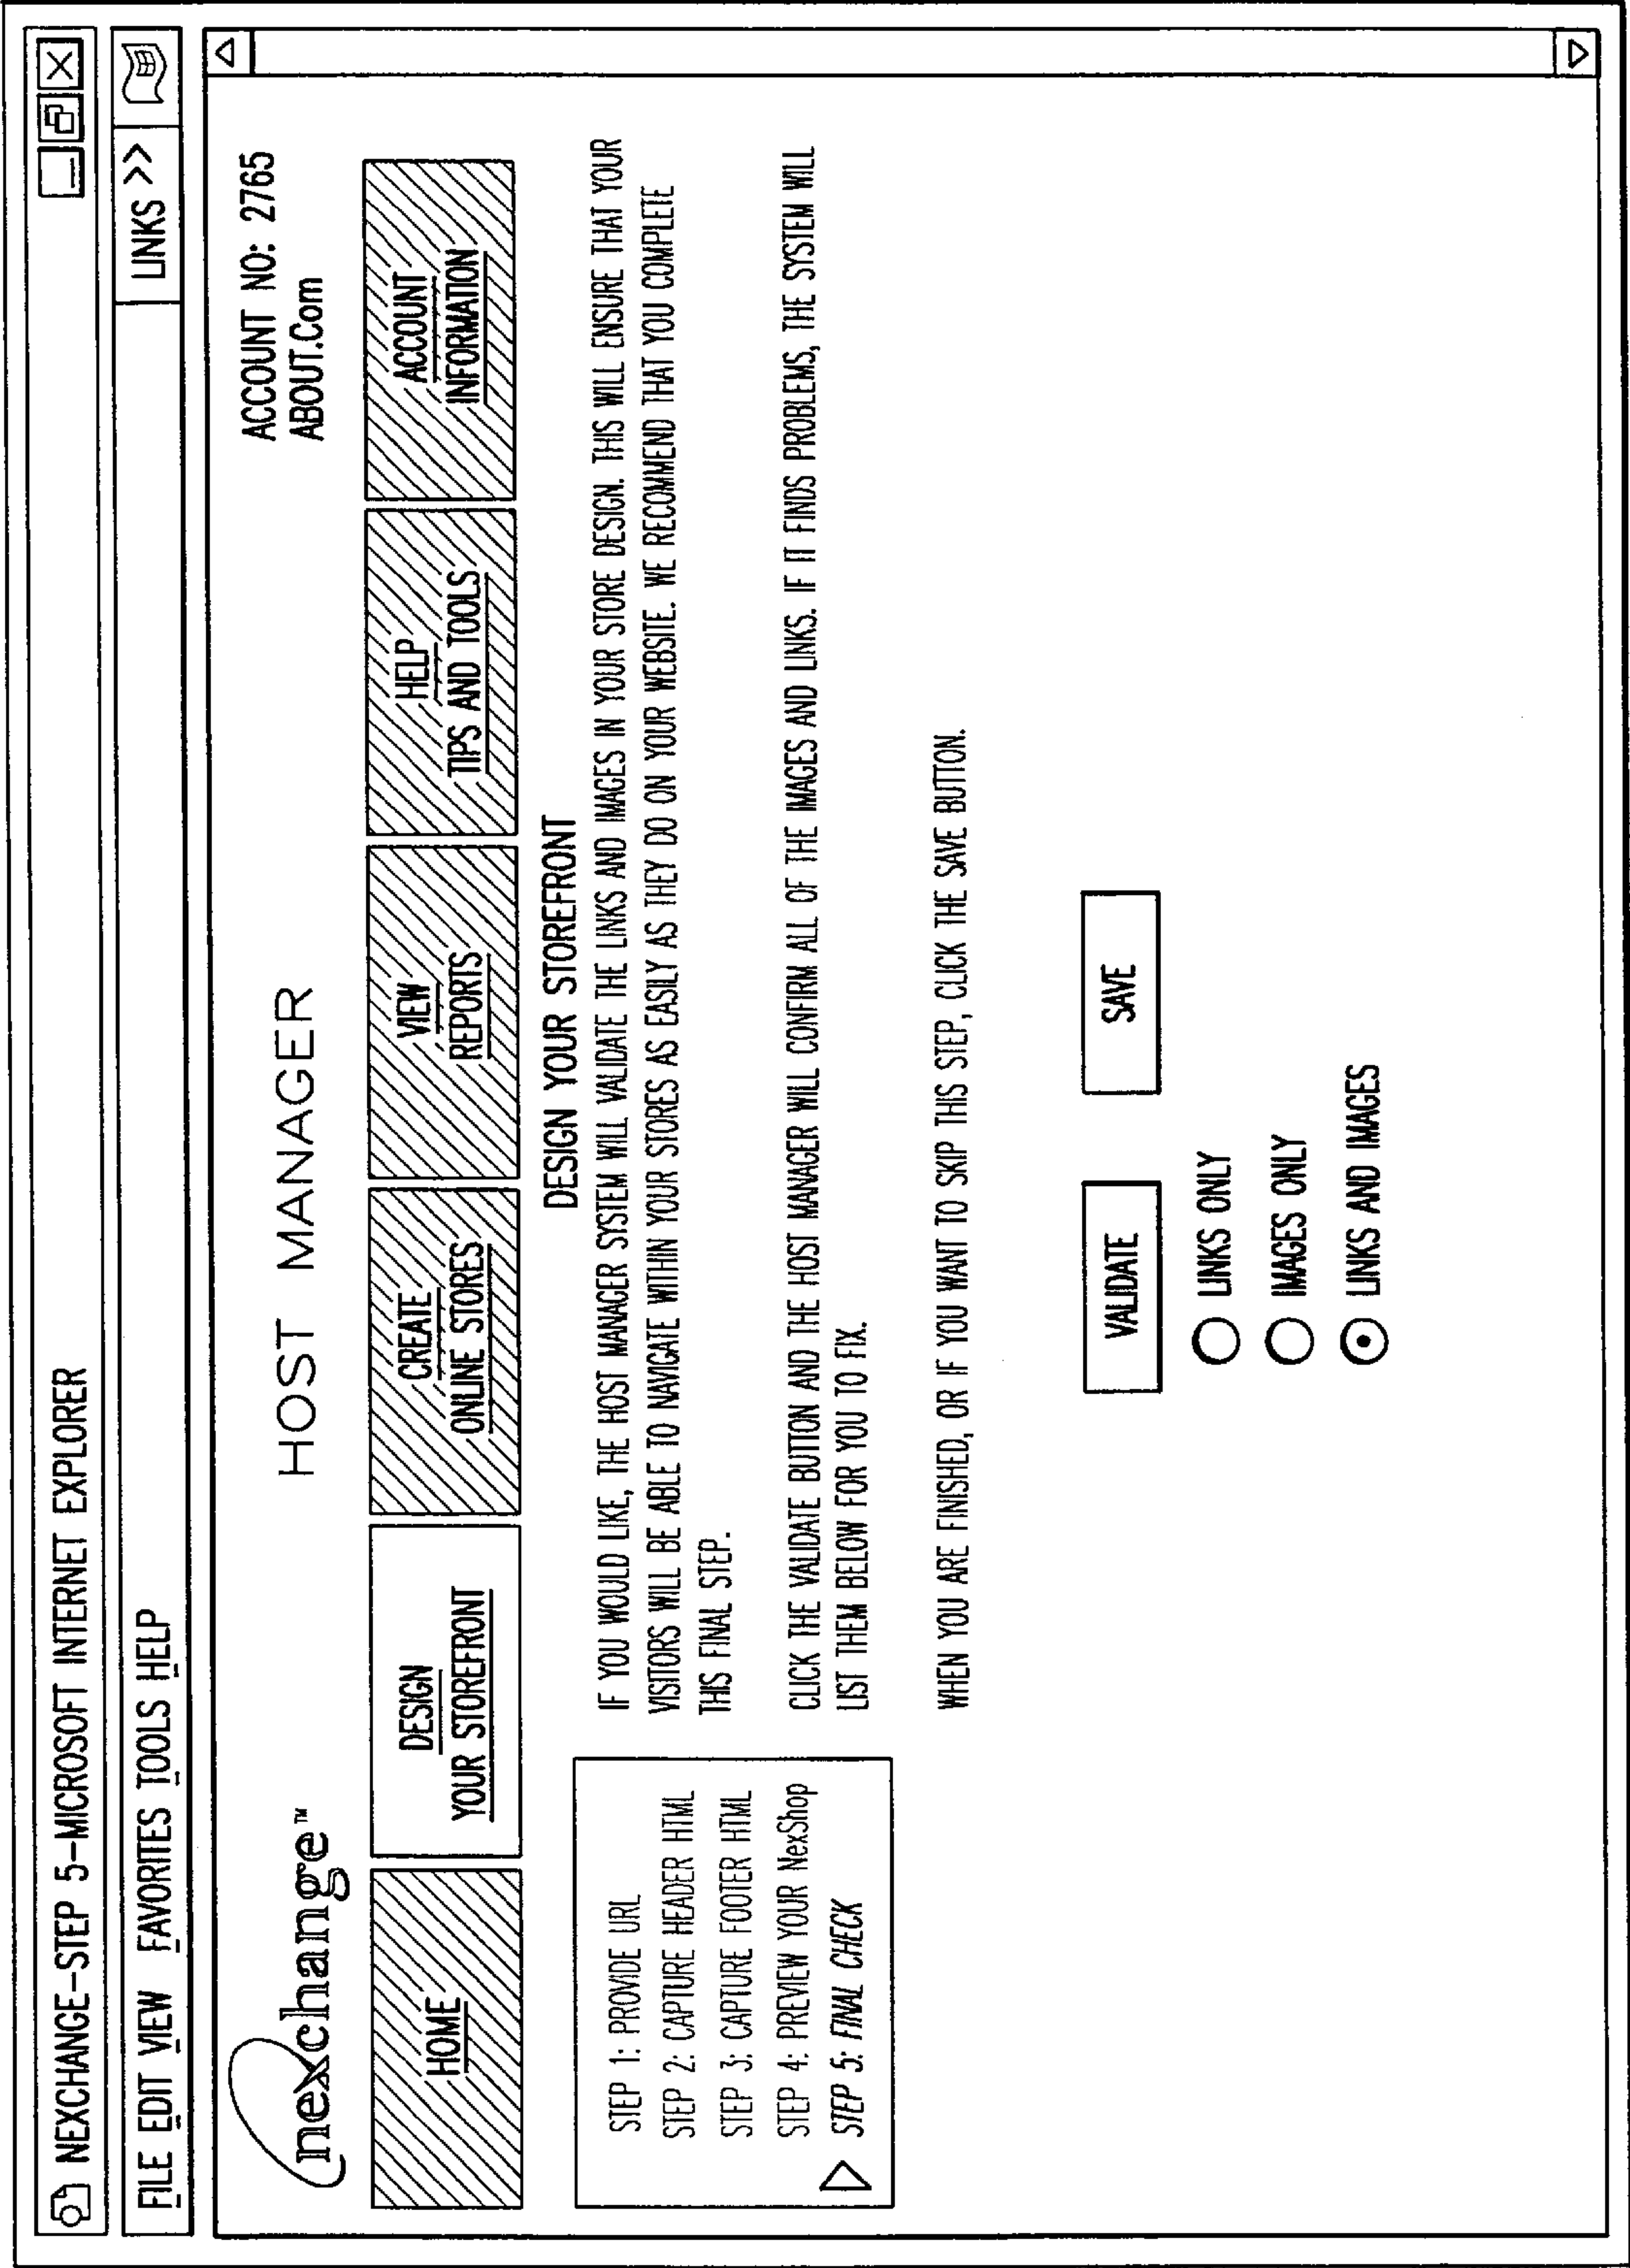 NEXCHANGE-STEP 5-MICROSOFT INTERNET EXPLORER
FILE EDIT VIEW FAVORITES TOOLS HELP
LINKS >>
nexchange™
HOST MANAGER
ACCOUNT NO: 2765
ABOUT.Com
HOME
DESIGN
YOUR STOREFRONT
CREATE
ONLINE STORES
VIEW
REPORTS
HELP
TIPS AND TOOLS
ACCOUNT
INFORMATION
STEP 1: PROVIDE URL
STEP 2: CAPTURE HEADER HTML
STEP 3: CAPTURE FOOTER HTML
STEP 4: PREVIEW YOUR NexShop
STEP 5: FINAL CHECK
DESIGN YOUR STOREFRONT
IF YOU WOULD LIKE, THE HOST MANAGER SYSTEM WILL VALIDATE THE LINKS AND IMAGES IN YOUR STORE DESIGN. THIS WILL ENSURE THAT YOUR
VISITORS WILL BE ABLE TO NAVIGATE WITHIN YOUR STORES AS EASILY AS THEY DO ON YOUR WEBSITE. WE RECOMMEND THAT YOU COMPLETE
THIS FINAL STEP.
CLICK THE VALIDATE BUTTON AND THE HOST MANAGER WILL CONFIRM ALL OF THE IMAGES AND LINKS. IF IT FINDS PROBLEMS, THE SYSTEM WILL
LIST THEM BELOW FOR YOU TO FIX.
WHEN YOU ARE FINISHED, OR IF YOU WANT TO SKIP THIS STEP, CLICK THE SAVE BUTTON.
VALIDATE
SAVE
LINKS ONLY
IMAGES ONLY
LINKS AND IMAGES